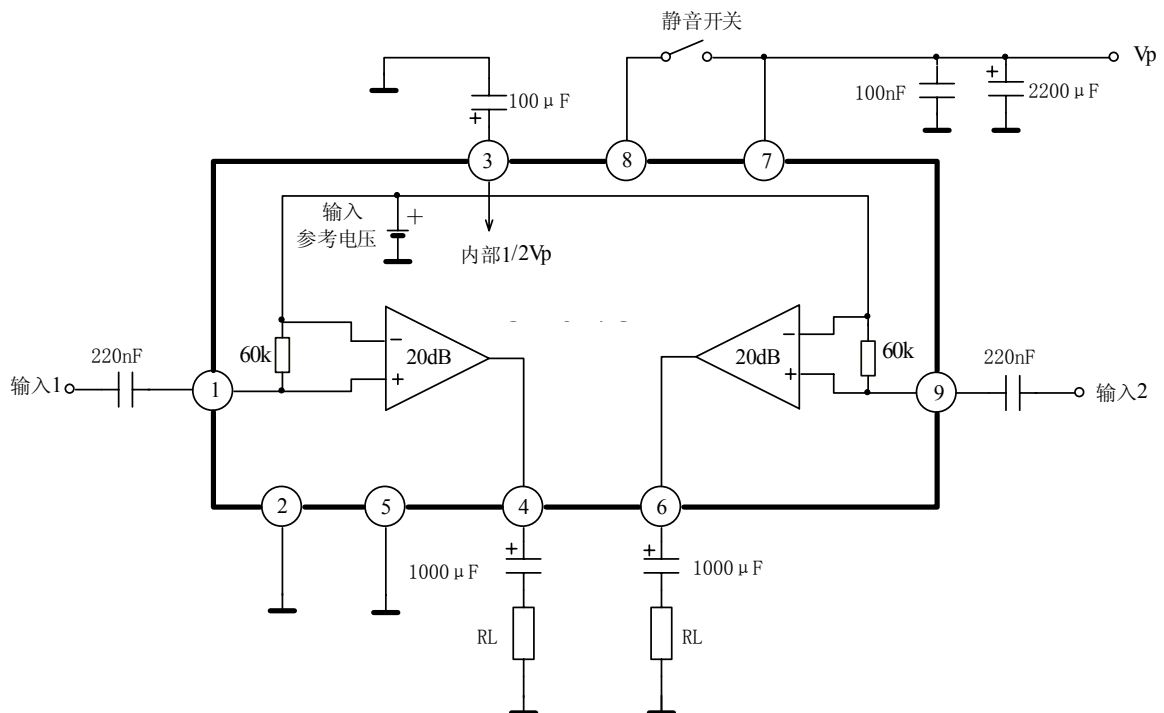 静音开关
Vp
100μF
100nF
2200μF
3
8
7
输入
参考电压
内部1/2Vp
60k
20dB
20dB
60k
220nF
220nF
输入1
1
9
输入2
2
5
4
6
1000μF
1000μF
RL
RL